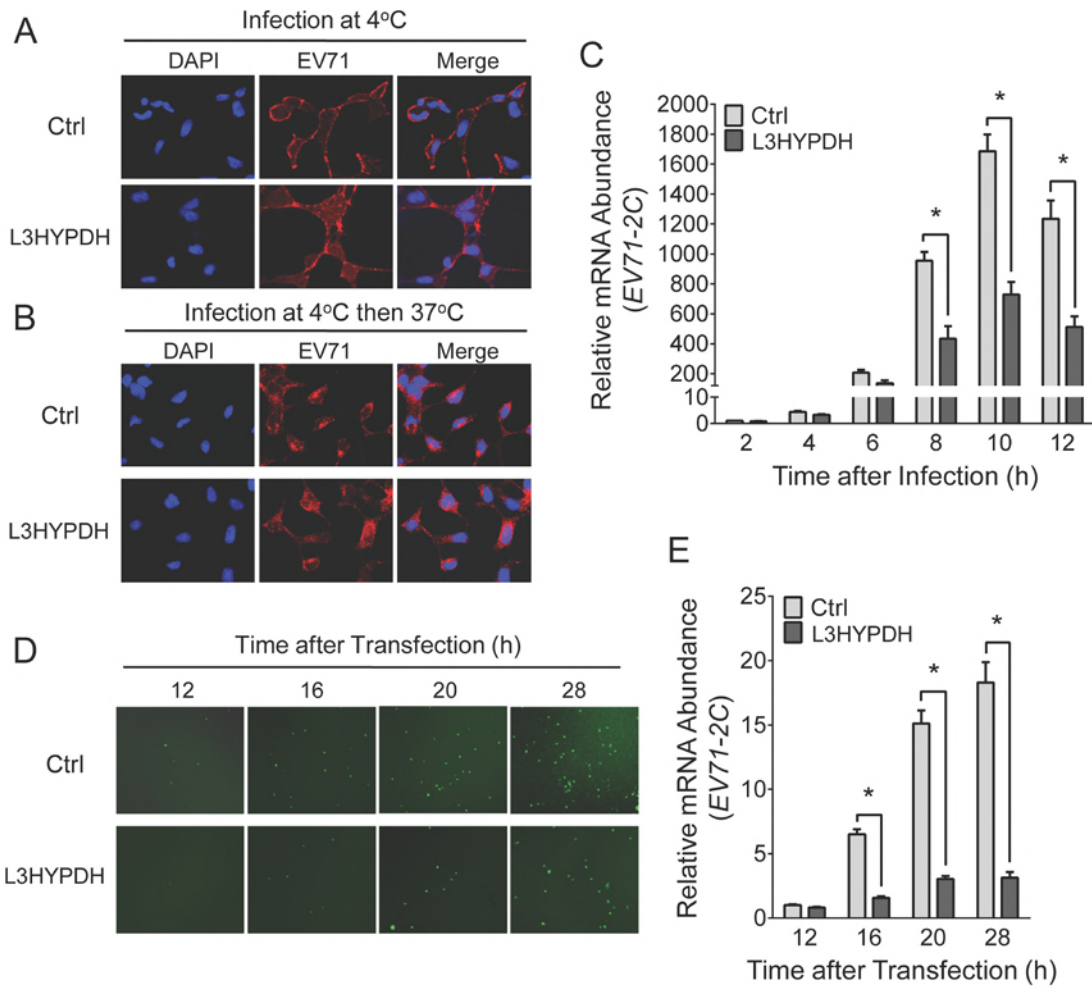 A
Infection at 4°C
DAPI EV71 Merge
Ctrl
L3HYPDH
B
Infection at 4°C then 37°C
DAPI EV71 Merge
Ctrl
L3HYPDH
C
Relative mRNA Abundance
(EV71-2C)
2000
1800
1600
1400
1200
1000
800
600
400
200
10
0
Ctrl
L3HYPDH
*
*
*
2 4 6 8 10 12
Time after Infection (h)
D
Time after Transfection (h)
12 16 20 28
Ctrl
L3HYPDH
E
Relative mRNA Abundance
(EV71-2C)
25
20
15
10
5
0
Ctrl
L3HYPDH
*
*
*
12 16 20 28
Time after Transfection (h)